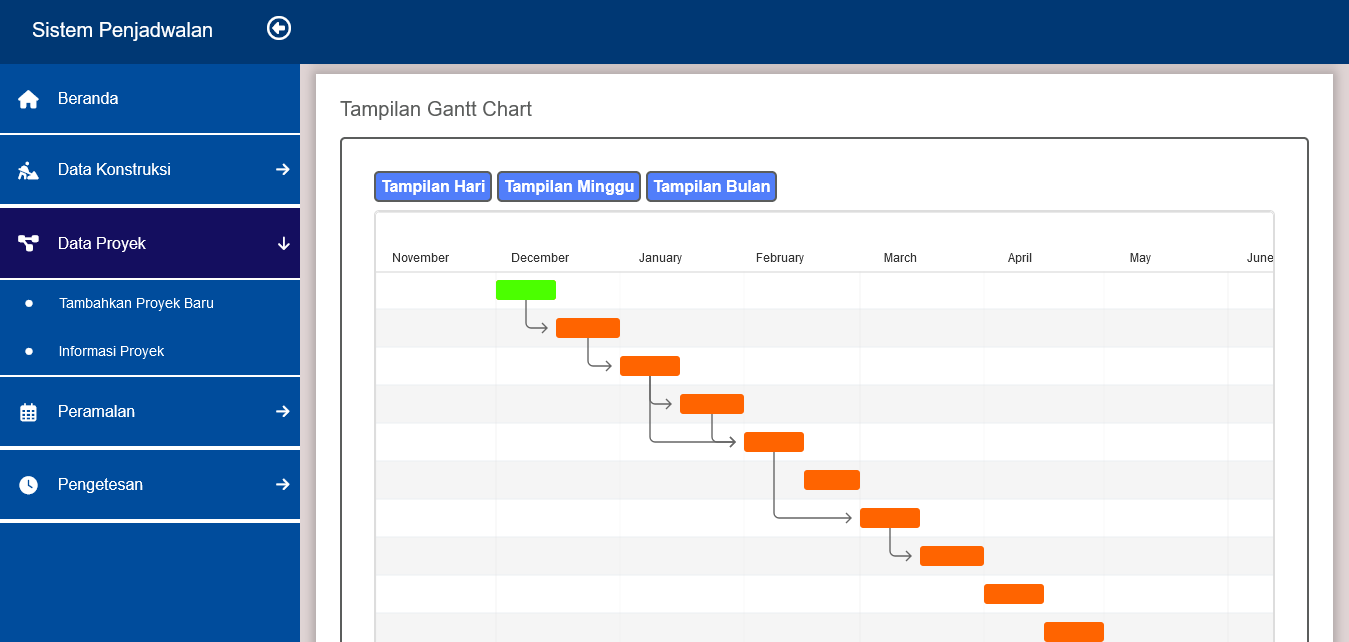 Sistem Penjadwalan
Beranda
Data Konstruksi
Data Proyek
Tambahkan Proyek Baru
Informasi Proyek
Peramalan
Pengetesan
Tampilan Gantt Chart
Tampilan Hari Tampilan Minggu Tampilan Bulan
November December January February March April May June